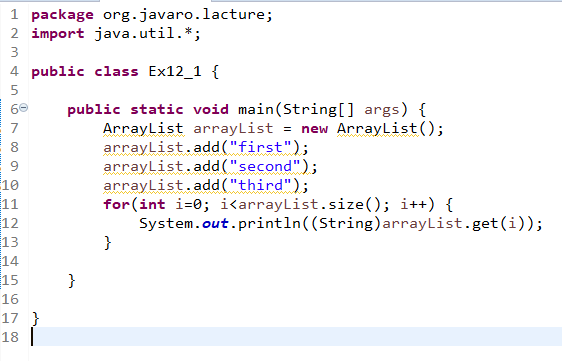 1 package org.javaro.lacture;
2 import java.util.*;
3
4 public class Ex12_1 {
5
6 public static void main(String[] args) {
7 ArrayList arrayList = new ArrayList();
8 arrayList.add("first");
9 arrayList.add("second");
10 arrayList.add("third");
11 for(int i=0; i<arrayList.size(); i++) {
12 System.out.println((String)arrayList.get(i));
13 }
14
15 }
16
17 }
18